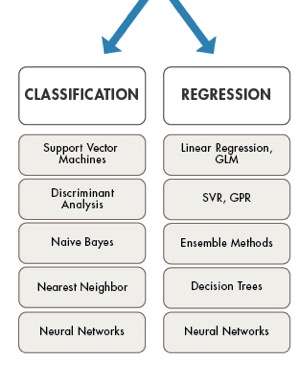 CLASSIFICATION
Support Vector
Machines
Discriminant
Analysis
Naive Bayes
Nearest Neighbor
Neural Networks
REGRESSION
Linear Regression,
GLM
SVR, GPR
Ensemble Methods
Decision Trees
Neural Networks